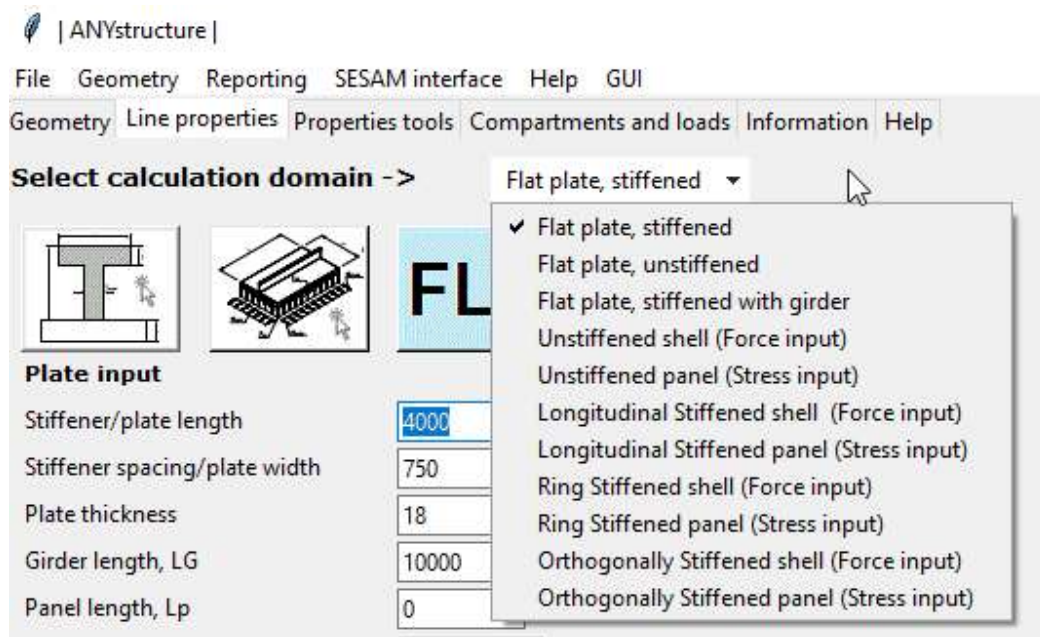 | ANYstructure |
File Geometry Reporting SESAM interface Help GUI
Geometry Line properties Properties tools Compartments and loads Information Help
Select calculation domain -> Flat plate, stiffened
✔ Flat plate, stiffened
Flat plate, unstiffened
Flat plate, stiffened with girder
Unstiffened shell (Force input)
Unstiffened panel (Stress input)
Longitudinal Stiffened shell (Force input)
Longitudinal Stiffened panel (Stress input)
Ring Stiffened shell (Force input)
Ring Stiffened panel (Stress input)
Orthogonally Stiffened shell (Force input)
Orthogonally Stiffened panel (Stress input)
FL
Plate input
Stiffener/plate length 4000
Stiffener spacing/plate width 750
Plate thickness 18
Girder length, LG 10000
Panel length, Lp 0